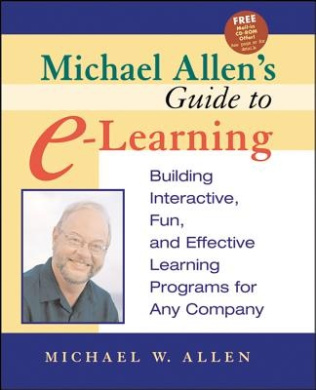 FREE
Mail-in
CD-ROM
Offer!
Michael Allen's
Guide to
e-Learning
Building
Interactive,
Fun,
and Effective
Learning
Programs for
Any Company
MICHAEL W. ALLEN